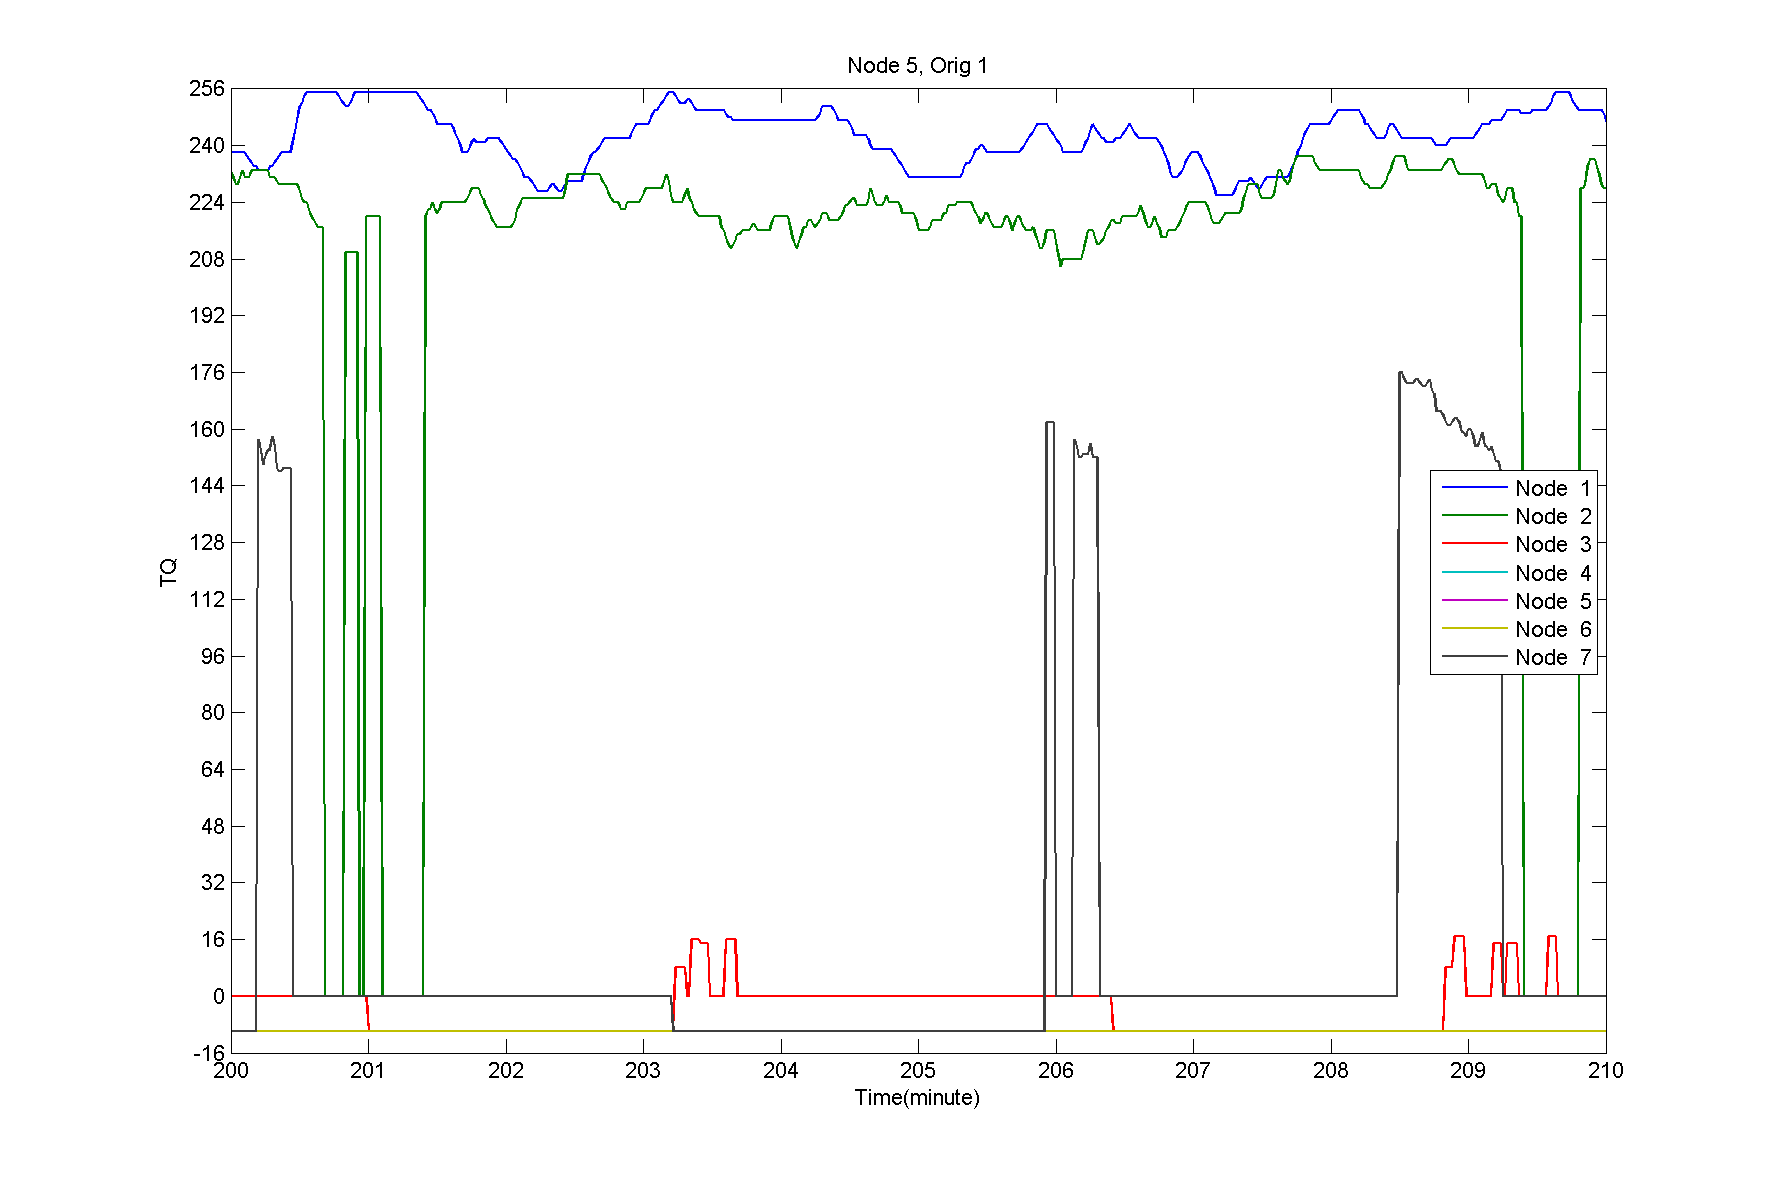 Node 5, Orig 1
256
240
224
208
192
176
160
144
128
112
96
80
64
48
32
16
0
-16
TQ
Node 1
Node 2
Node 3
Node 4
Node 5
Node 6
Node 7
200 201 202 203 204 205 206 207 208 209 210
Time(minute)